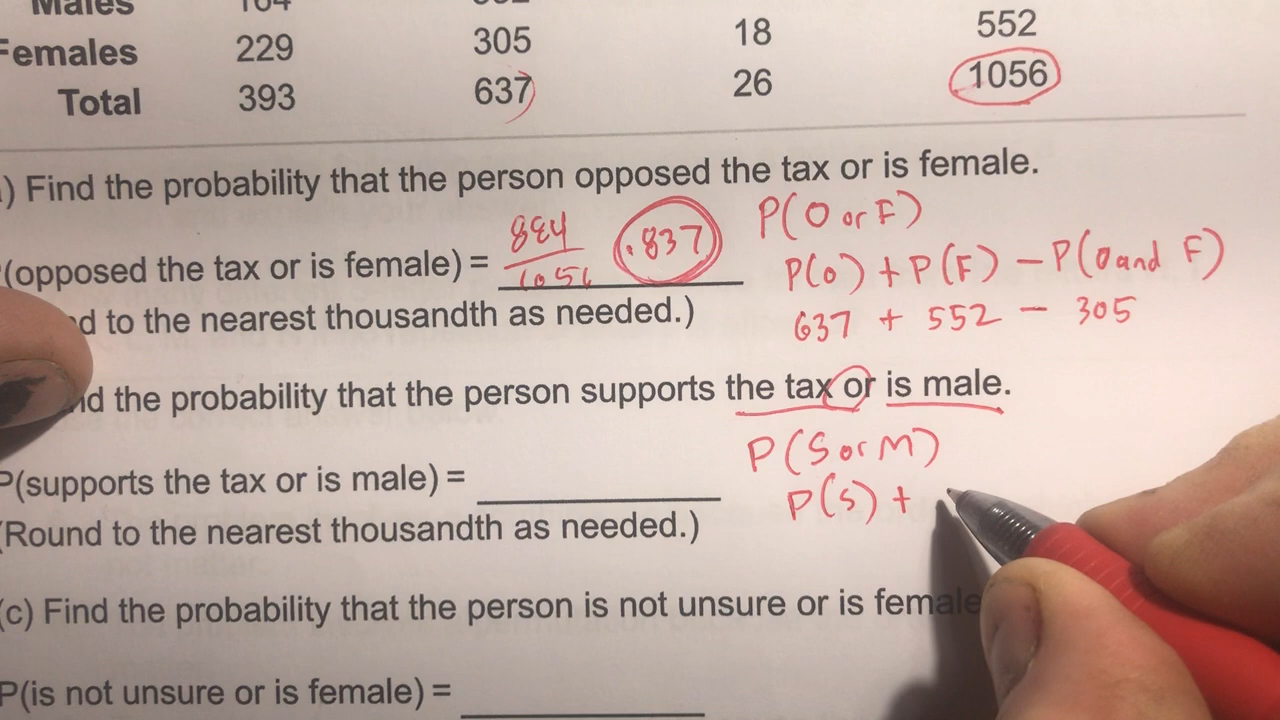 Males 164
Females 229 305 18 552
Total 393 637 26 1056
) Find the probability that the person opposed the tax or is female.
(opposed the tax or is female) = 884/1056 .837
P(O or F)
P(O) + P(F) - P(O and F)
637 + 552 - 305
d to the nearest thousandth as needed.)
nd the probability that the person supports the tax or is male.
P(S or M)
P(supports the tax or is male) =
P(S) +
(Round to the nearest thousandth as needed.)
(c) Find the probability that the person is not unsure or is female
P(is not unsure or is female) =